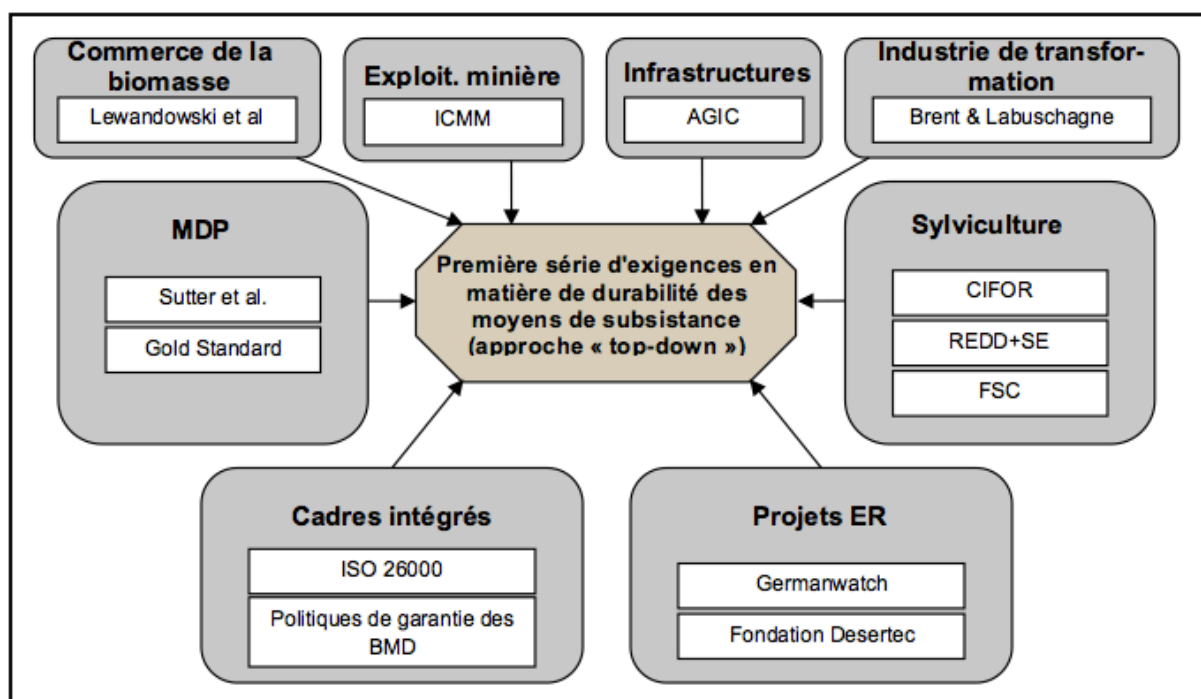 Commerce de la
biomasse
Lewandowski et al
Exploit. minière
ICMM
Infrastructures
AGIC
Industrie de transfor-
mation
Brent & Labuschagne
MDP
Sutter et al.
Gold Standard
Première série d'exigences en
matière de durabilité des
moyens de subsistance
(approche « top-down »)
Sylviculture
CIFOR
REDD+SE
FSC
Cadres intégrés
ISO 26000
Politiques de garantie des
BMD
Projets ER
Germanwatch
Fondation Desertec